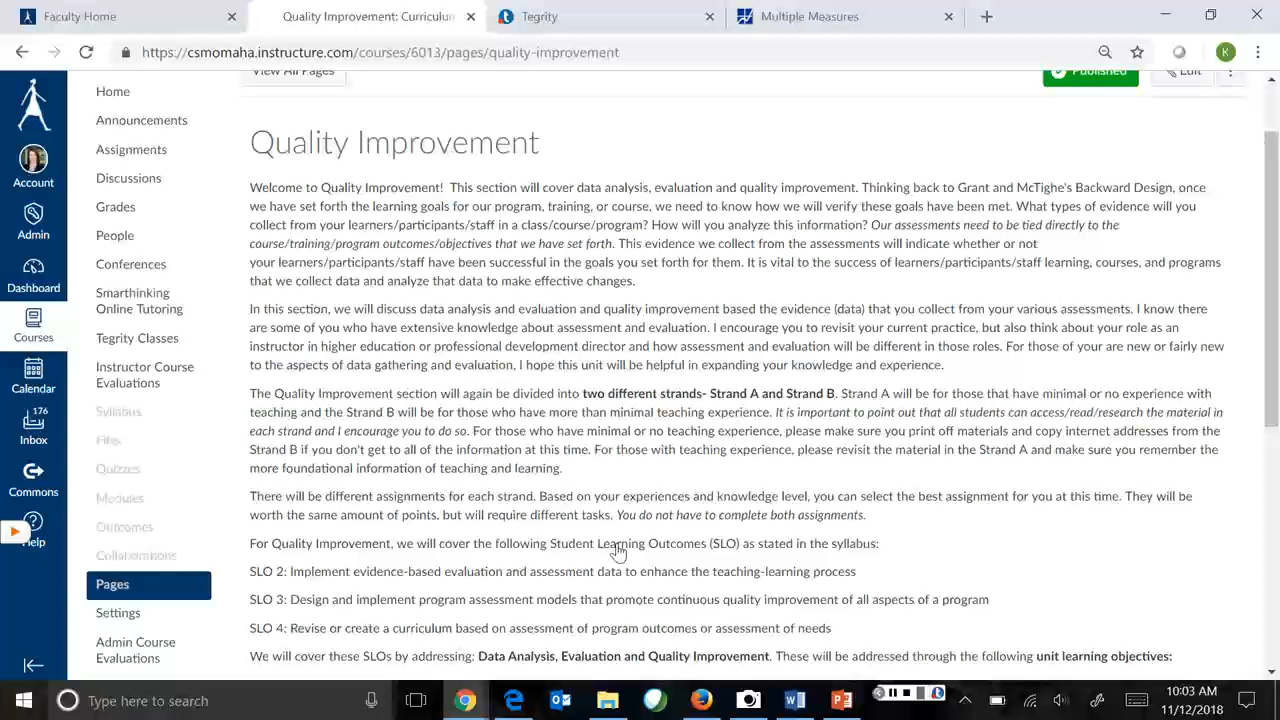 Faculty Home
Quality Improvement: Curriculum
Tegrity
Multiple Measures
https://csmomaha.instructure.com/courses/6013/pages/quality-improvement
K
Account
Admin
Dashboard
Courses
Calendar
176
Inbox
Commons
Help
Home
Announcements
Assignments
Discussions
Grades
People
Conferences
Smarthinking
Online Tutoring
Tegrity Classes
Instructor Course
Evaluations
Syllabus
Files
Quizzes
Modules
Outcomes
Collaborations
Pages
Settings
Admin Course
Evaluations
View All Pages
Published
Edit
Quality Improvement
Welcome to Quality Improvement!  This section will cover data analysis, evaluation and quality improvement. Thinking back to Grant and McTighe's Backward Design, once
we have set forth the learning goals for our program, training, or course, we need to know how we will verify these goals have been met. What types of evidence will you
collect from your learners/participants/staff in a class/course/program? How will you analyze this information? Our assessments need to be tied directly to the
course/training/program outcomes/objectives that we have set forth. This evidence we collect from the assessments will indicate whether or not
your learners/participants/staff have been successful in the goals you set forth for them. It is vital to the success of learners/participants/staff learning, courses, and programs
that we collect data and analyze that data to make effective changes.
In this section, we will discuss data analysis and evaluation and quality improvement based the evidence (data) that you collect from your various assessments. I know there
are some of you who have extensive knowledge about assessment and evaluation. I encourage you to revisit your current practice, but also think about your role as an
instructor in higher education or professional development director and how assessment and evaluation will be different in those roles. For those of your are new or fairly new
to the aspects of data gathering and evaluation, I hope this unit will be helpful in expanding your knowledge and experience.
The Quality Improvement section will again be divided into two different strands- Strand A and Strand B. Strand A will be for those that have minimal or no experience with
teaching and the Strand B will be for those who have more than minimal teaching experience. It is important to point out that all students can access/read/research the material in
each strand and I encourage you to do so. For those who have minimal or no teaching experience, please make sure you print off materials and copy internet addresses from the
Strand B if you don't get to all of the information at this time. For those with teaching experience, please revisit the material in the Strand A and make sure you remember the
more foundational information of teaching and learning.
There will be different assignments for each strand. Based on your experiences and knowledge level, you can select the best assignment for you at this time. They will be
worth the same amount of points, but will require different tasks. You do not have to complete both assignments.
For Quality Improvement, we will cover the following Student Learning Outcomes (SLO) as stated in the syllabus:
SLO 2: Implement evidence-based evaluation and assessment data to enhance the teaching-learning process
SLO 3: Design and implement program assessment models that promote continuous quality improvement of all aspects of a program
SLO 4: Revise or create a curriculum based on assessment of program outcomes or assessment of needs
We will cover these SLOs by addressing: Data Analysis, Evaluation and Quality Improvement. These will be addressed through the following unit learning objectives:
Type here to search
10:03 AM
11/12/2018